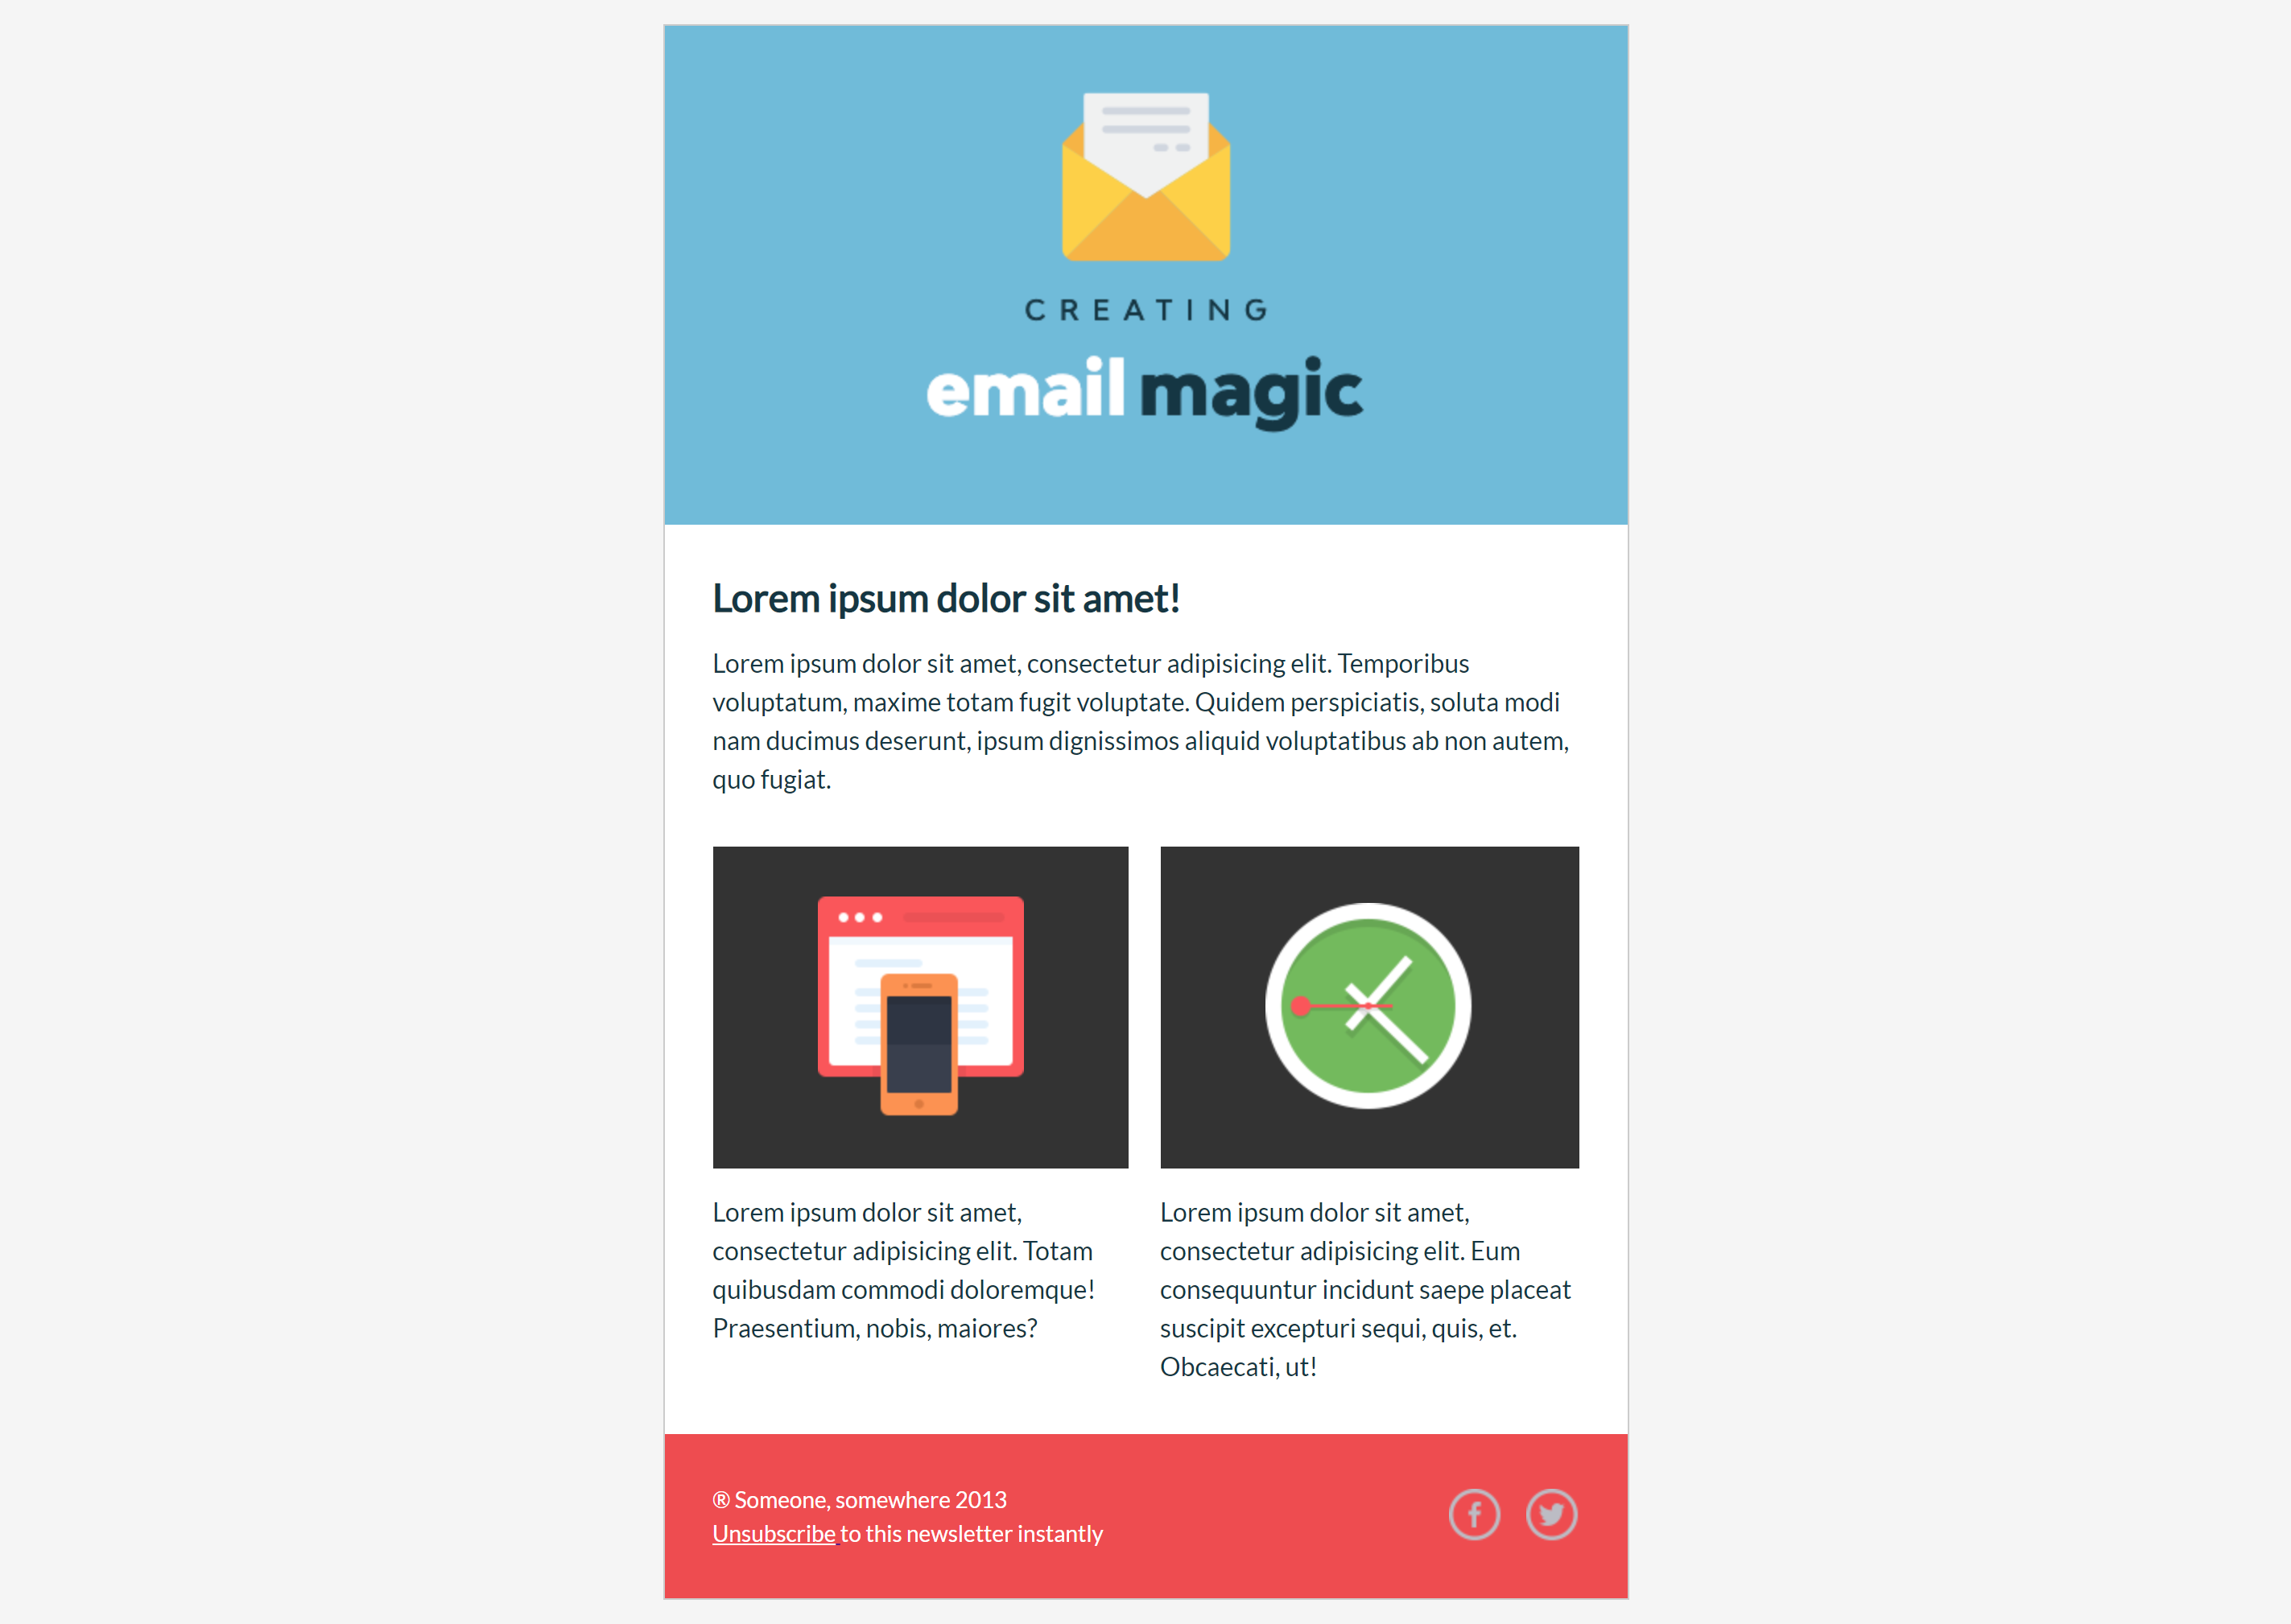 CREATING
email magic
Lorem ipsum dolor sit amet!
Lorem ipsum dolor sit amet, consectetur adipisicing elit. Temporibus
voluptatum, maxime totam fugit voluptate. Quidem perspiciatis, soluta modi
nam ducimus deserunt, ipsum dignissimos aliquid voluptatibus ab non autem,
quo fugiat.
Lorem ipsum dolor sit amet,
consectetur adipisicing elit. Totam
quibusdam commodi doloremque!
Praesentium, nobis, maiores?
Lorem ipsum dolor sit amet,
consectetur adipisicing elit. Eum
consequuntur incidunt saepe placeat
suscipit excepturi sequi, quis, et.
Obcaecati, ut!
® Someone, somewhere 2013
Unsubscribe to this newsletter instantly